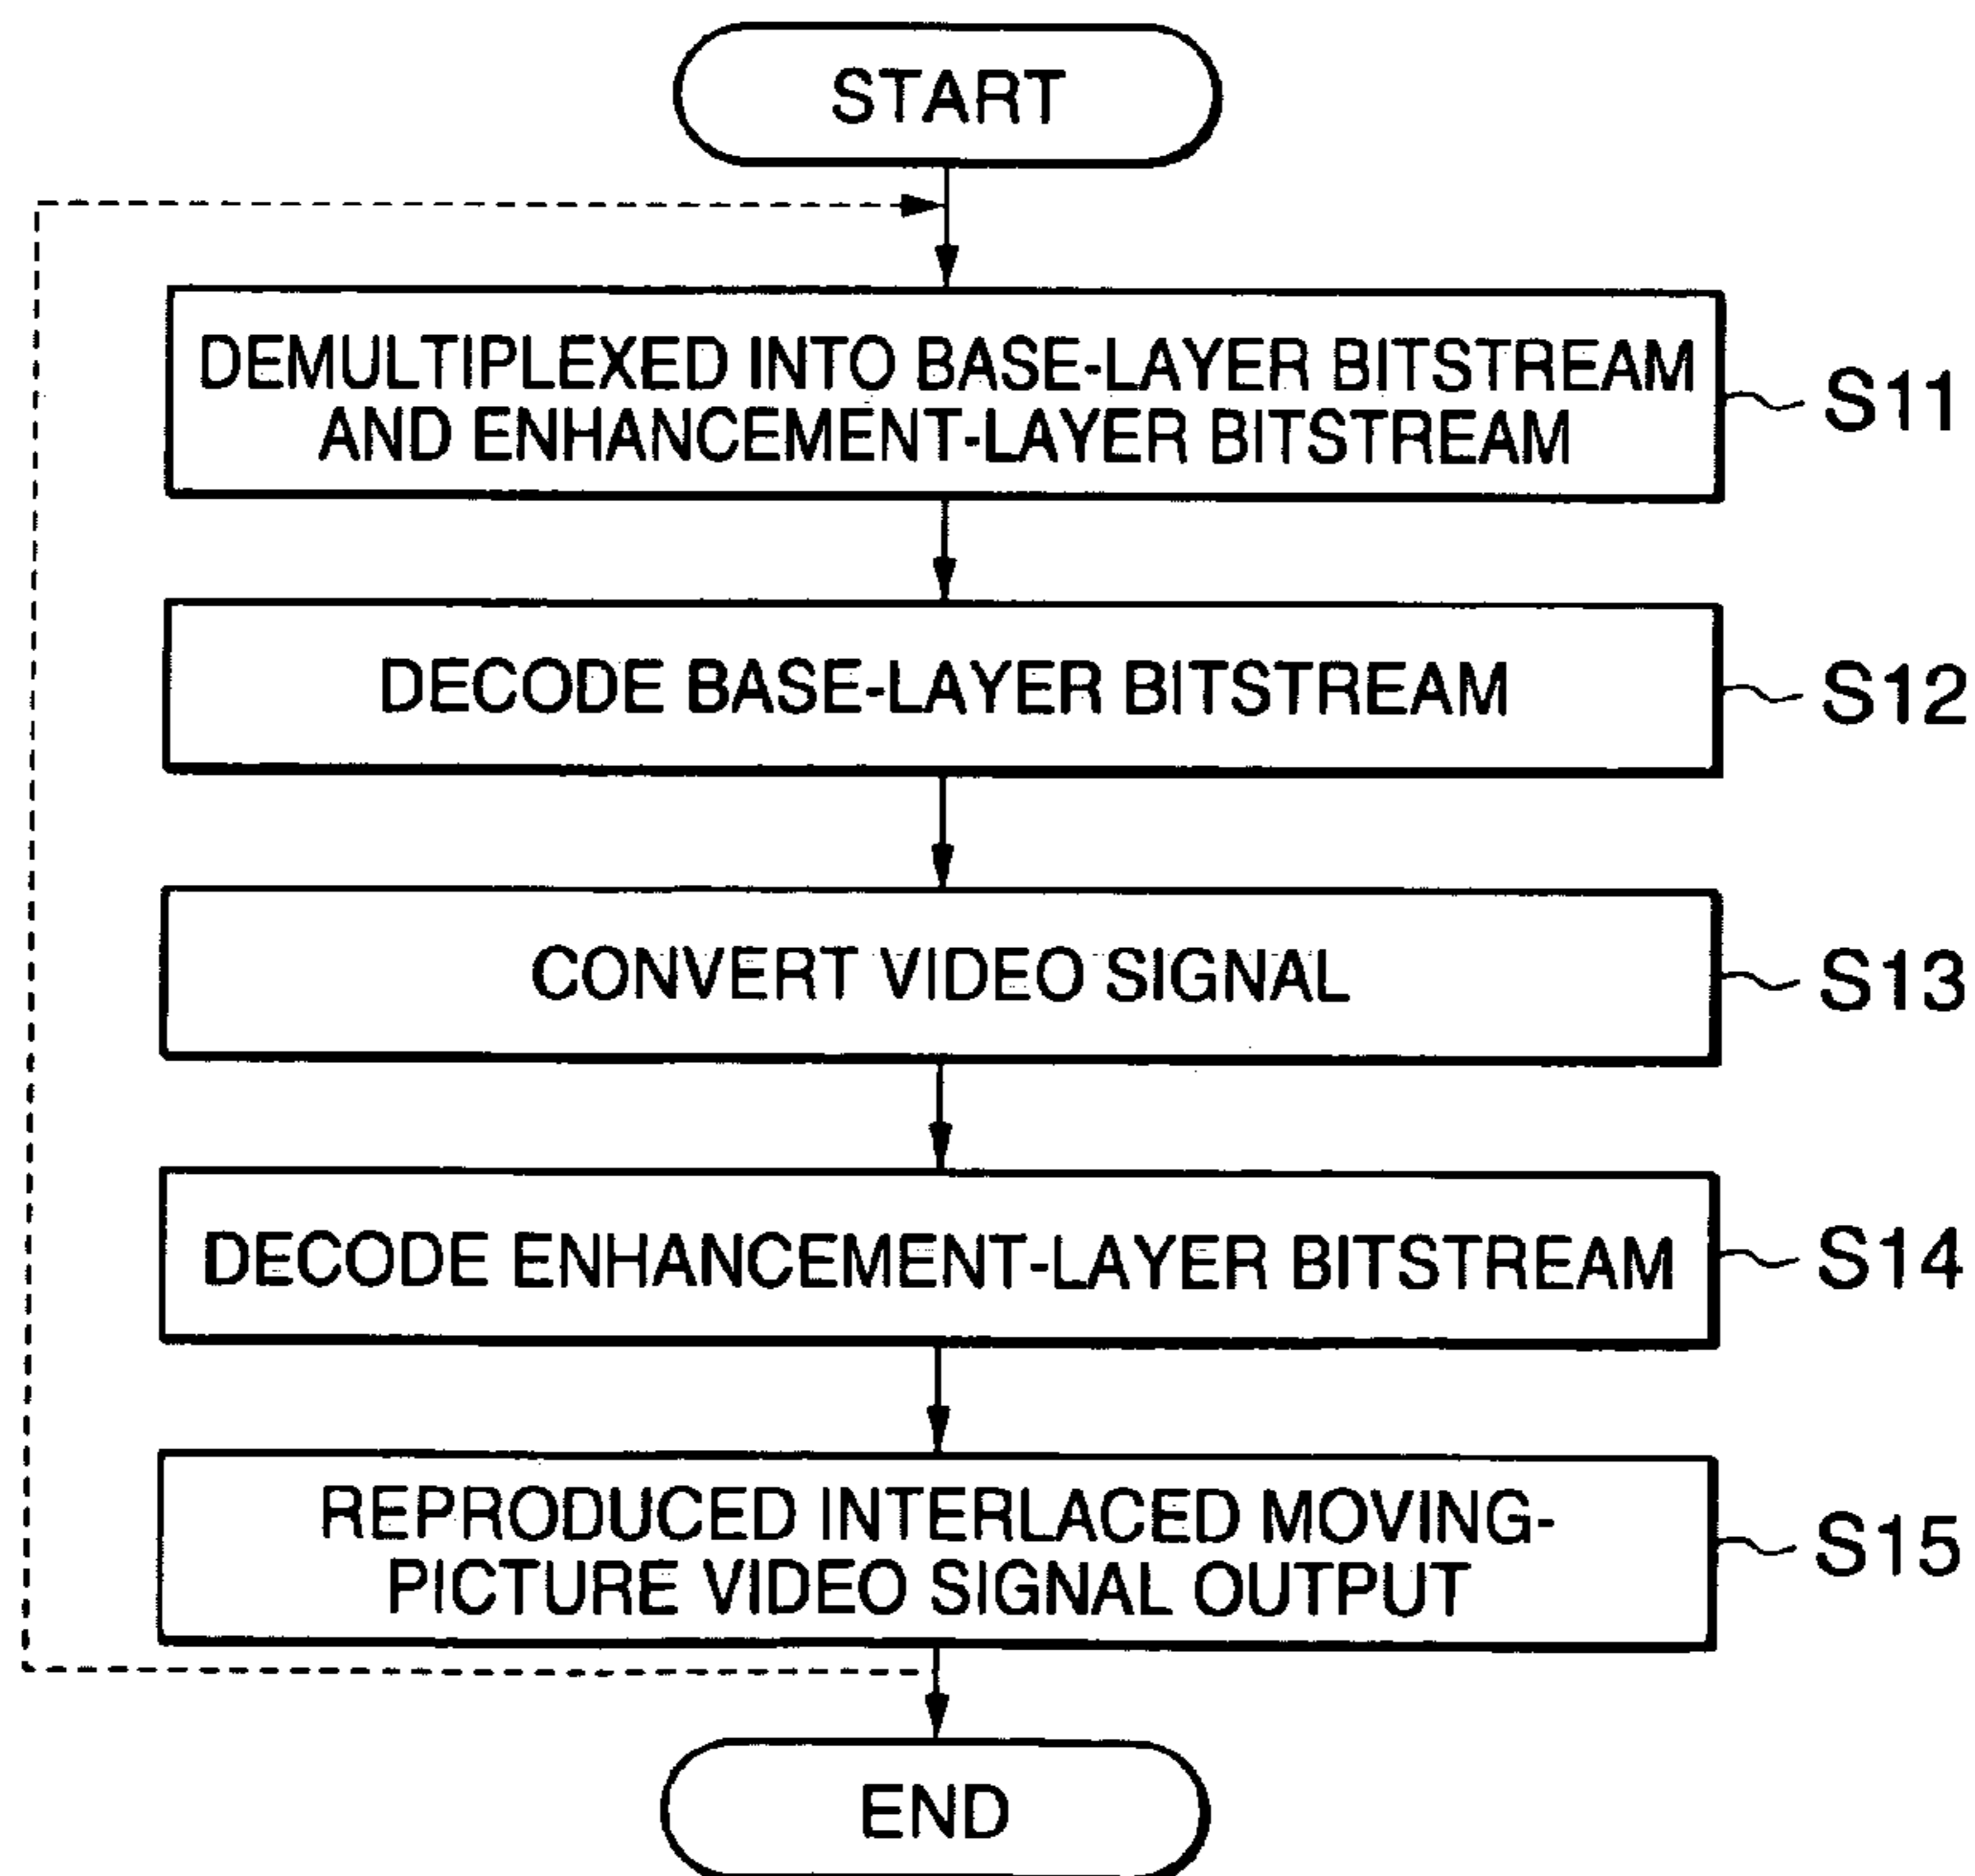 START
DEMULTIPLEXED INTO BASE-LAYER BITSTREAM
AND ENHANCEMENT-LAYER BITSTREAM
S11
DECODE BASE-LAYER BITSTREAM
S12
CONVERT VIDEO SIGNAL
S13
DECODE ENHANCEMENT-LAYER BITSTREAM
S14
REPRODUCED INTERLACED MOVING-
PICTURE VIDEO SIGNAL OUTPUT
S15
END